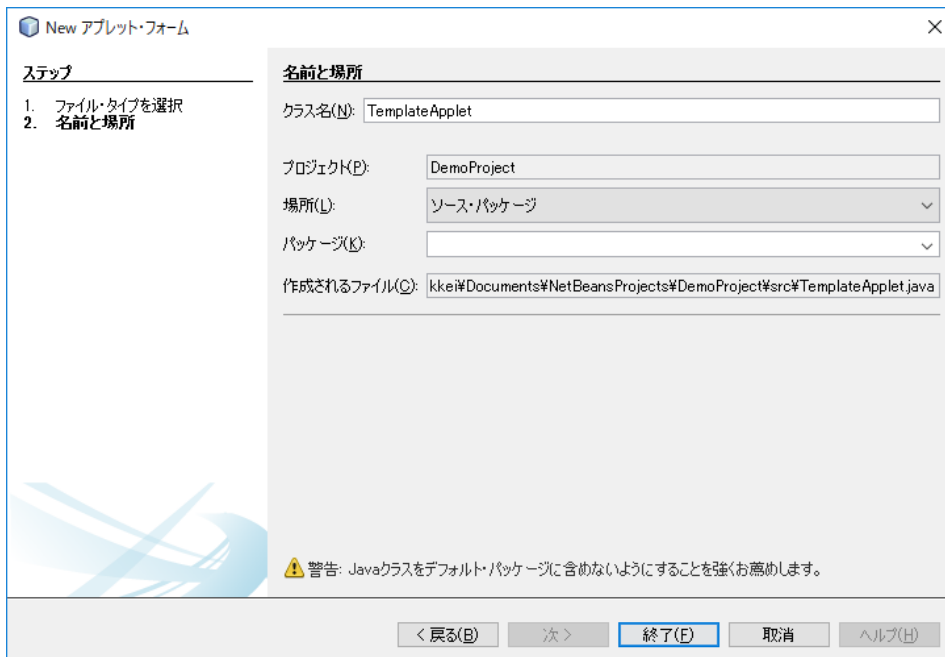 New アプレット・フォーム
ステップ
1. ファイル・タイプを選択
2. 名前と場所
名前と場所
クラス名(N): TemplateApplet
プロジェクト(P): DemoProject
場所(L): ソース・パッケージ
パッケージ(K):
作成されるファイル(C): kkei¥Documents¥NetBeansProjects¥DemoProject¥src¥TemplateApplet.java
警告: Javaクラスをデフォルト・パッケージに含めないようにすることを強くお薦めします。
< 戻る(B) 次 > 終了(F) 取消 ヘルプ(H)